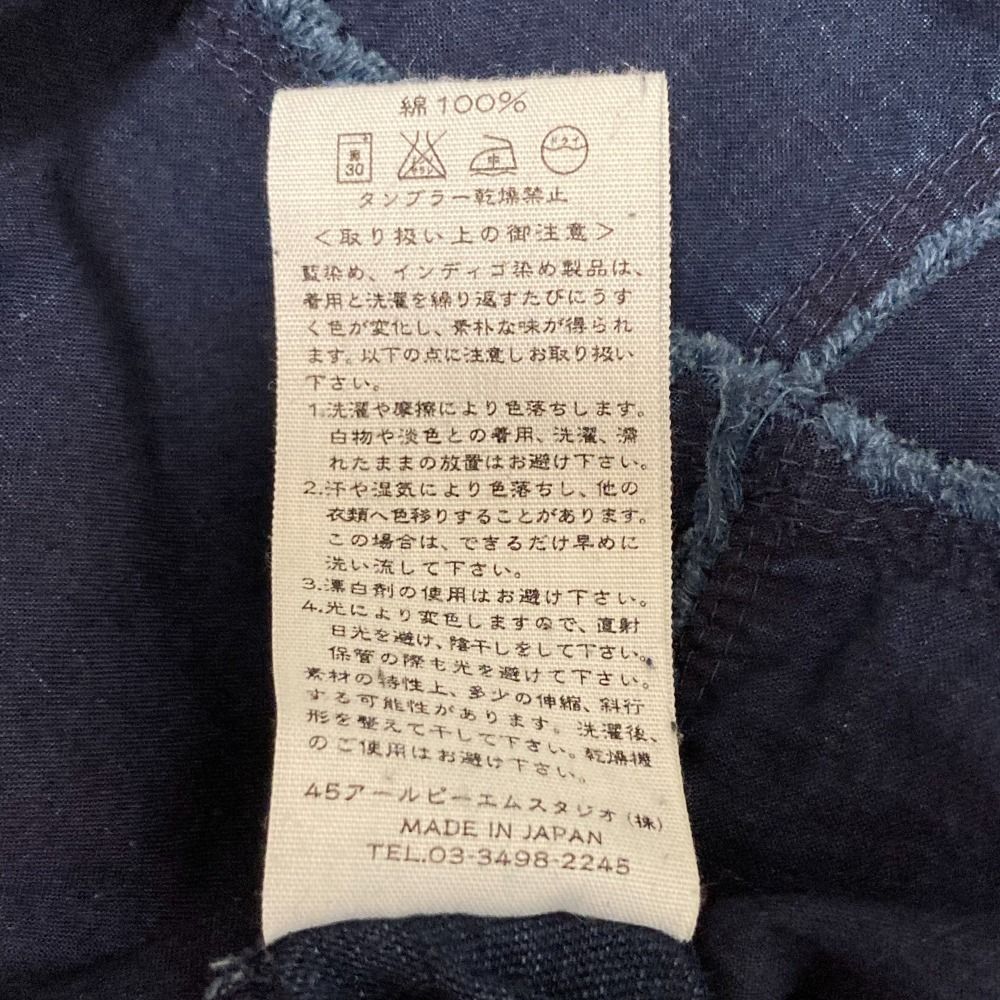 綿100%
弱
30
エンソ
サラシ
中
ドライ
タンブラー乾燥禁止
＜取り扱い上の御注意＞
藍染め、インディゴ染め製品は、
着用と洗濯を繰り返すたびにうす
く色が変化し、素朴な味が得られ
ます。以下の点に注意しお取り扱い
下さい。
1.洗濯や摩擦により色落ちします。
白物や淡色との着用、洗濯、濡
れたままの放置はお避け下さい。
2.汗や湿気により色落ちし、他の
衣類へ色移りすることがあります。
この場合は、できるだけ早めに
洗い流して下さい。
3.漂白剤の使用はお避け下さい。
4.光により変色しますので、直射
日光を避け、陰干しをして下さい。
保管の際も光を避けて下さい。
素材の特性上、多少の伸縮、斜行
する可能性があります。洗濯後、
形を整えて干して下さい。乾燥機
のご使用はお避け下さい。
45アールピーエムスタジオ（株）
MADE IN JAPAN
TEL.03-3498-2245